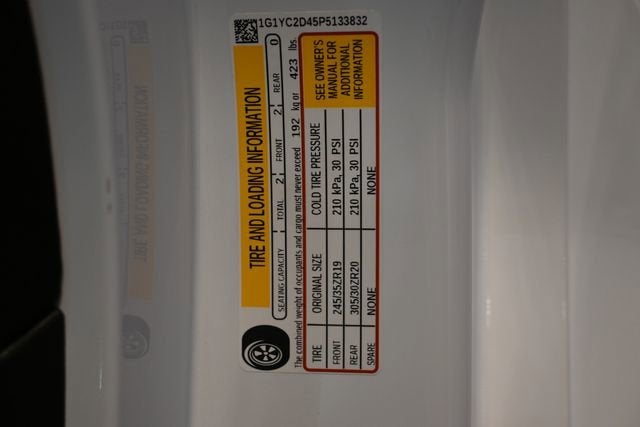 1G1YC2D45P5133832
TIRE AND LOADING INFORMATION
SEATING CAPACITY TOTAL 2 FRONT 2 REAR 0
The combined weight of occupants and cargo must never exceed 192 kg or 423 lbs.
TIRE ORIGINAL SIZE COLD TIRE PRESSURE
FRONT 245/35ZR19 210 kPa, 30 PSI
REAR 305/30ZR20 210 kPa, 30 PSI
SPARE NONE NONE
SEE OWNER'S
MANUAL FOR
ADDITIONAL
INFORMATION